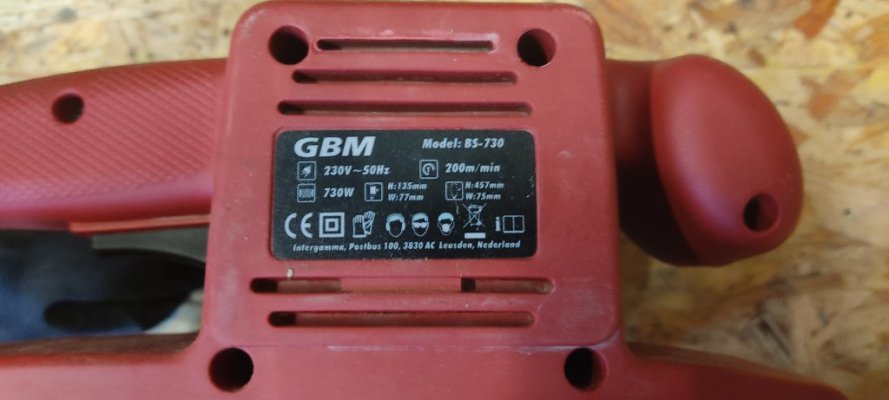 GBM Model: BS-730
230V~50Hz 200m/min
730W H:135mm W:77mm H:457mm W:75mm
CE
Intergamma, Postbus 100, 3830 AC Leusden, Nederland